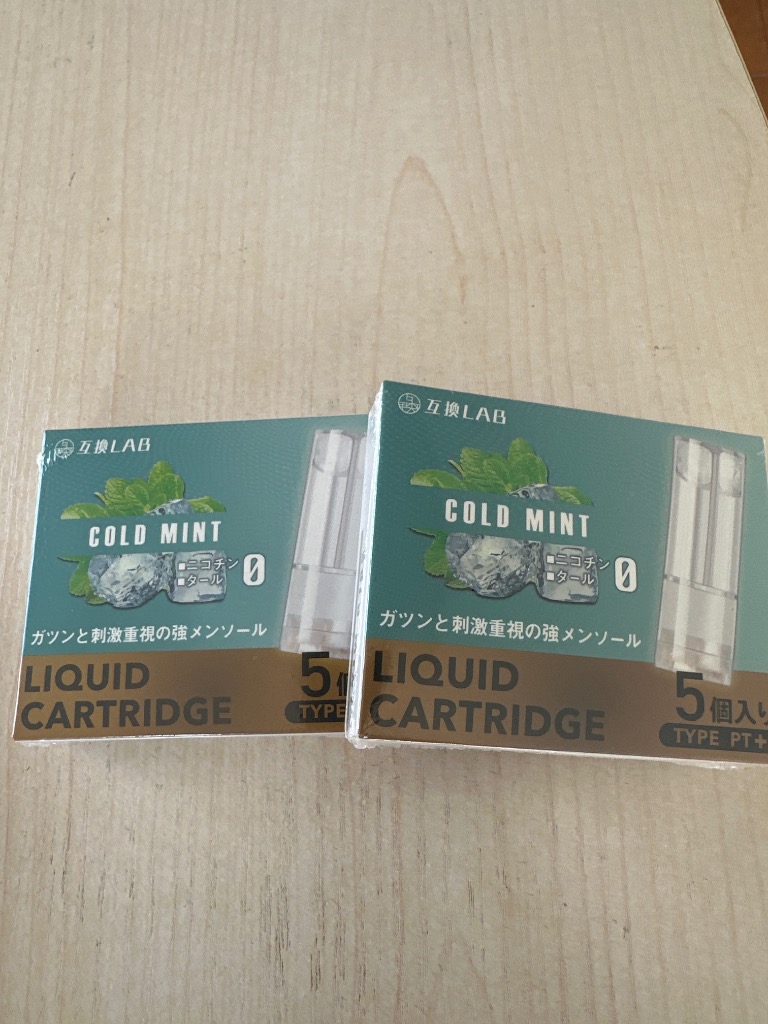 互換LAB
COLD MINT
■ニコチン
■タール 0
ガツンと刺激重視の強メンソール
LIQUID
CARTRIDGE
5個
TYPE
互換LAB
COLD MINT
■ニコチン
■タール 0
ガツンと刺激重視の強メンソール
LIQUID
CARTRIDGE
5個入り
TYPE PT+